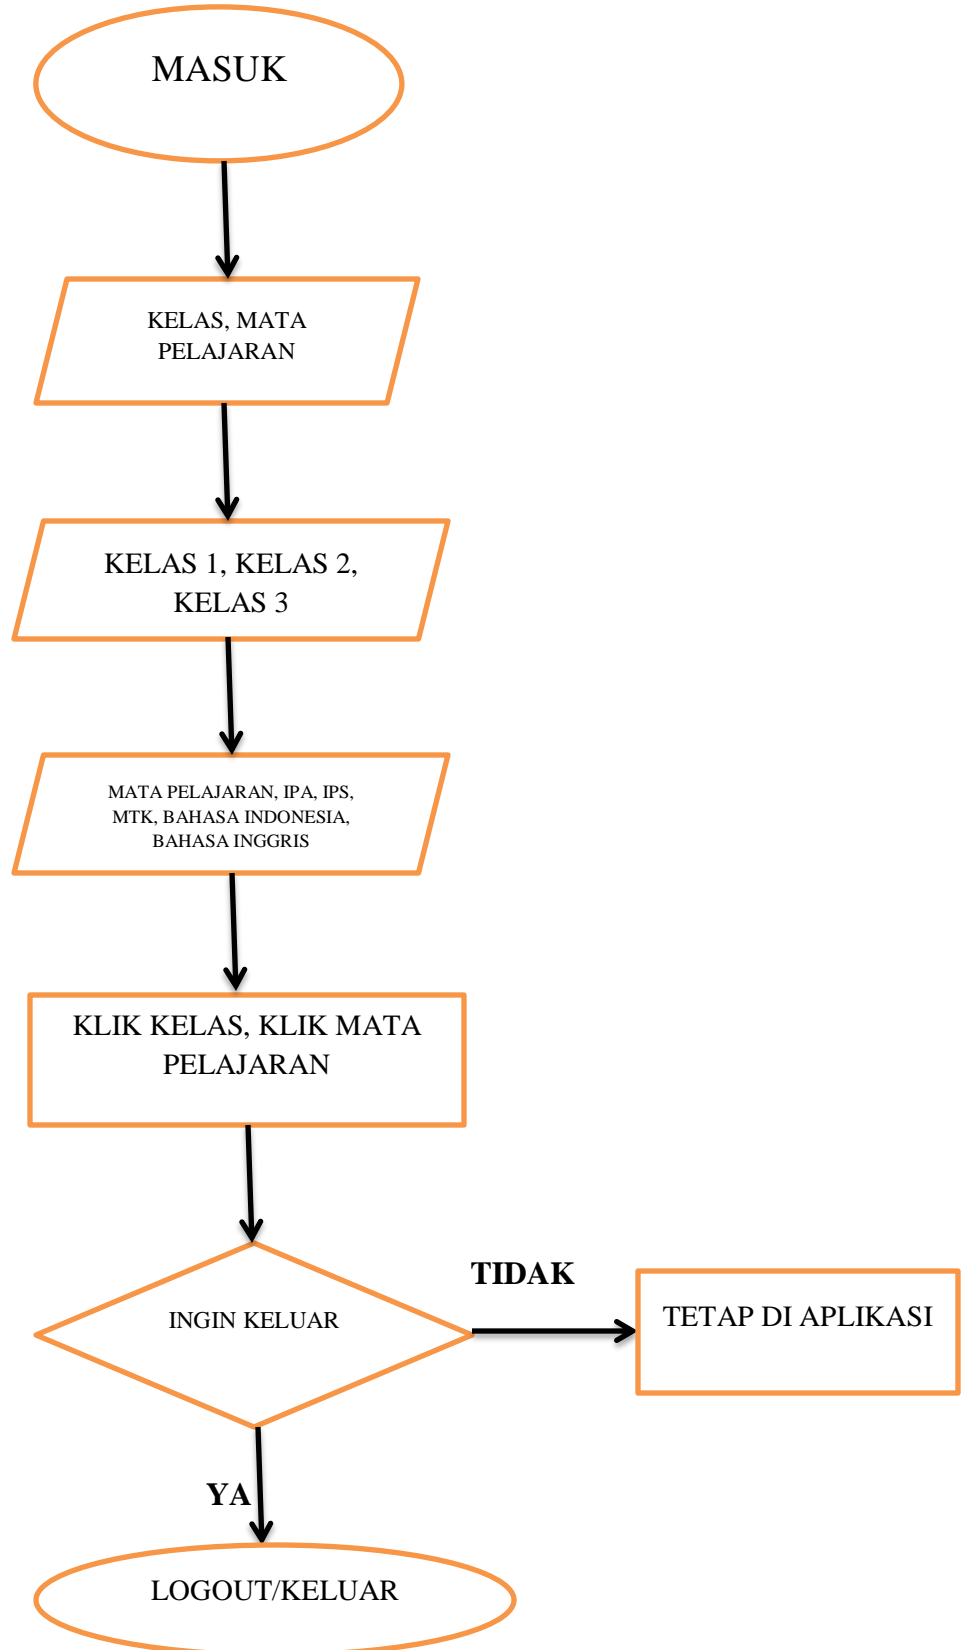 MASUK
KELAS, MATA
PELAJARAN
KELAS 1, KELAS 2,
KELAS 3
MATA PELAJARAN, IPA, IPS,
MTK, BAHASA INDONESIA,
BAHASA INGGRIS
KLIK KELAS, KLIK MATA
PELAJARAN
INGIN KELUAR
TIDAK
TETAP DI APLIKASI
YA
LOGOUT/KELUAR